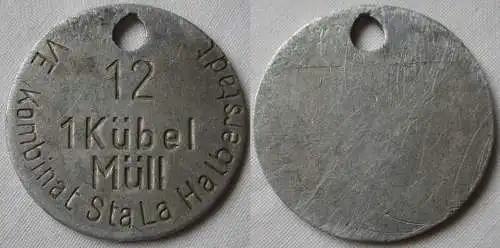 12
1 Kübel
Müll
VE Kombinat StaLa Halberstadt